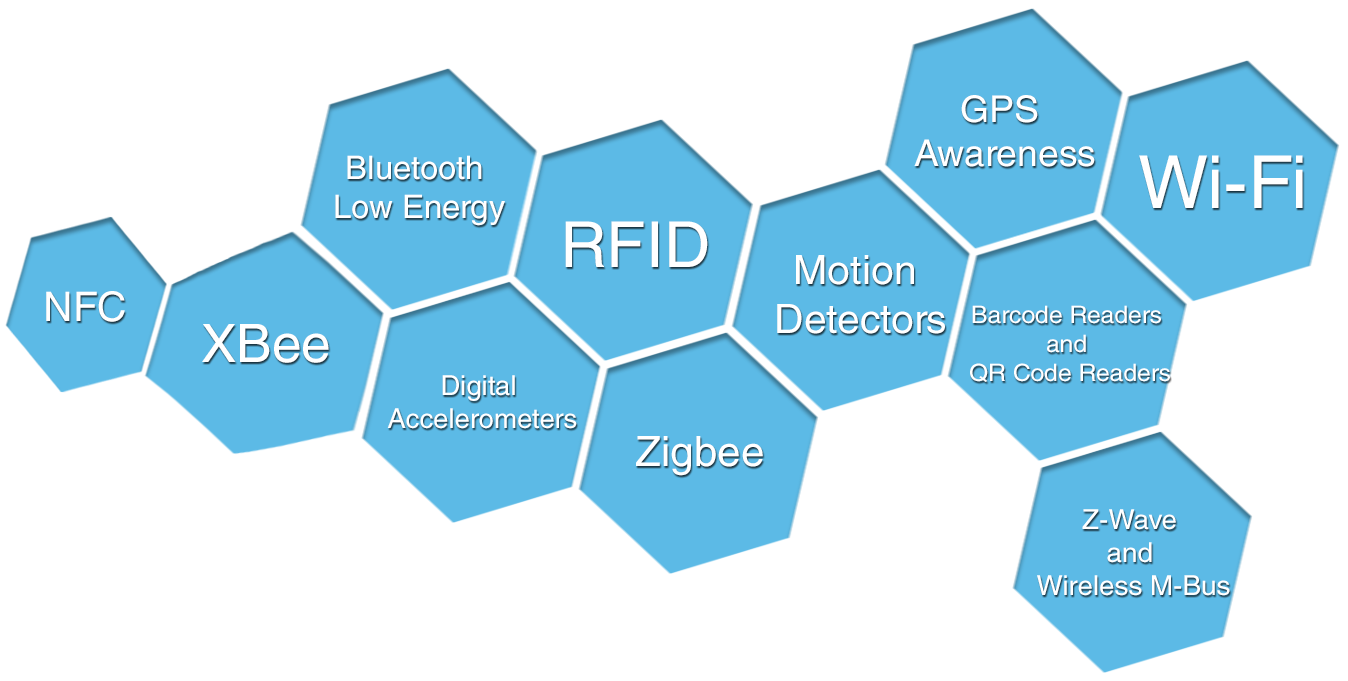 NFC
XBee
Bluetooth
Low Energy
Digital
Accelerometers
RFID
Zigbee
Motion
Detectors
GPS
Awareness
Wi-Fi
Barcode Readers
and
QR Code Readers
Z-Wave
and
Wireless M-Bus